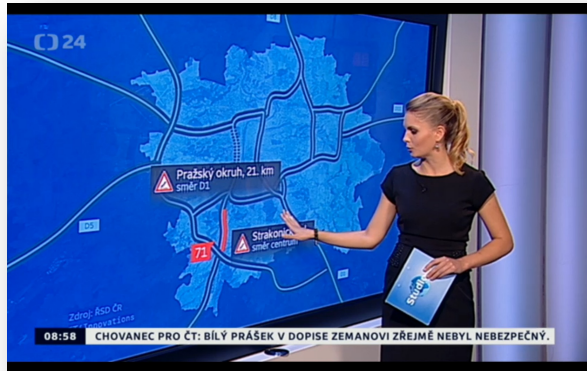 ČT 24
Pražský okruh, 21. km
směr D1
D5
71
směr centrum
Zdroj: ŘSD ČR
Studio
08:58 CHOVANEC PRO ČT: BÍLÝ PRÁŠEK V DOPISE ZEMANOVI ZŘEJMĚ NEBYL NEBEZPEČNÝ.